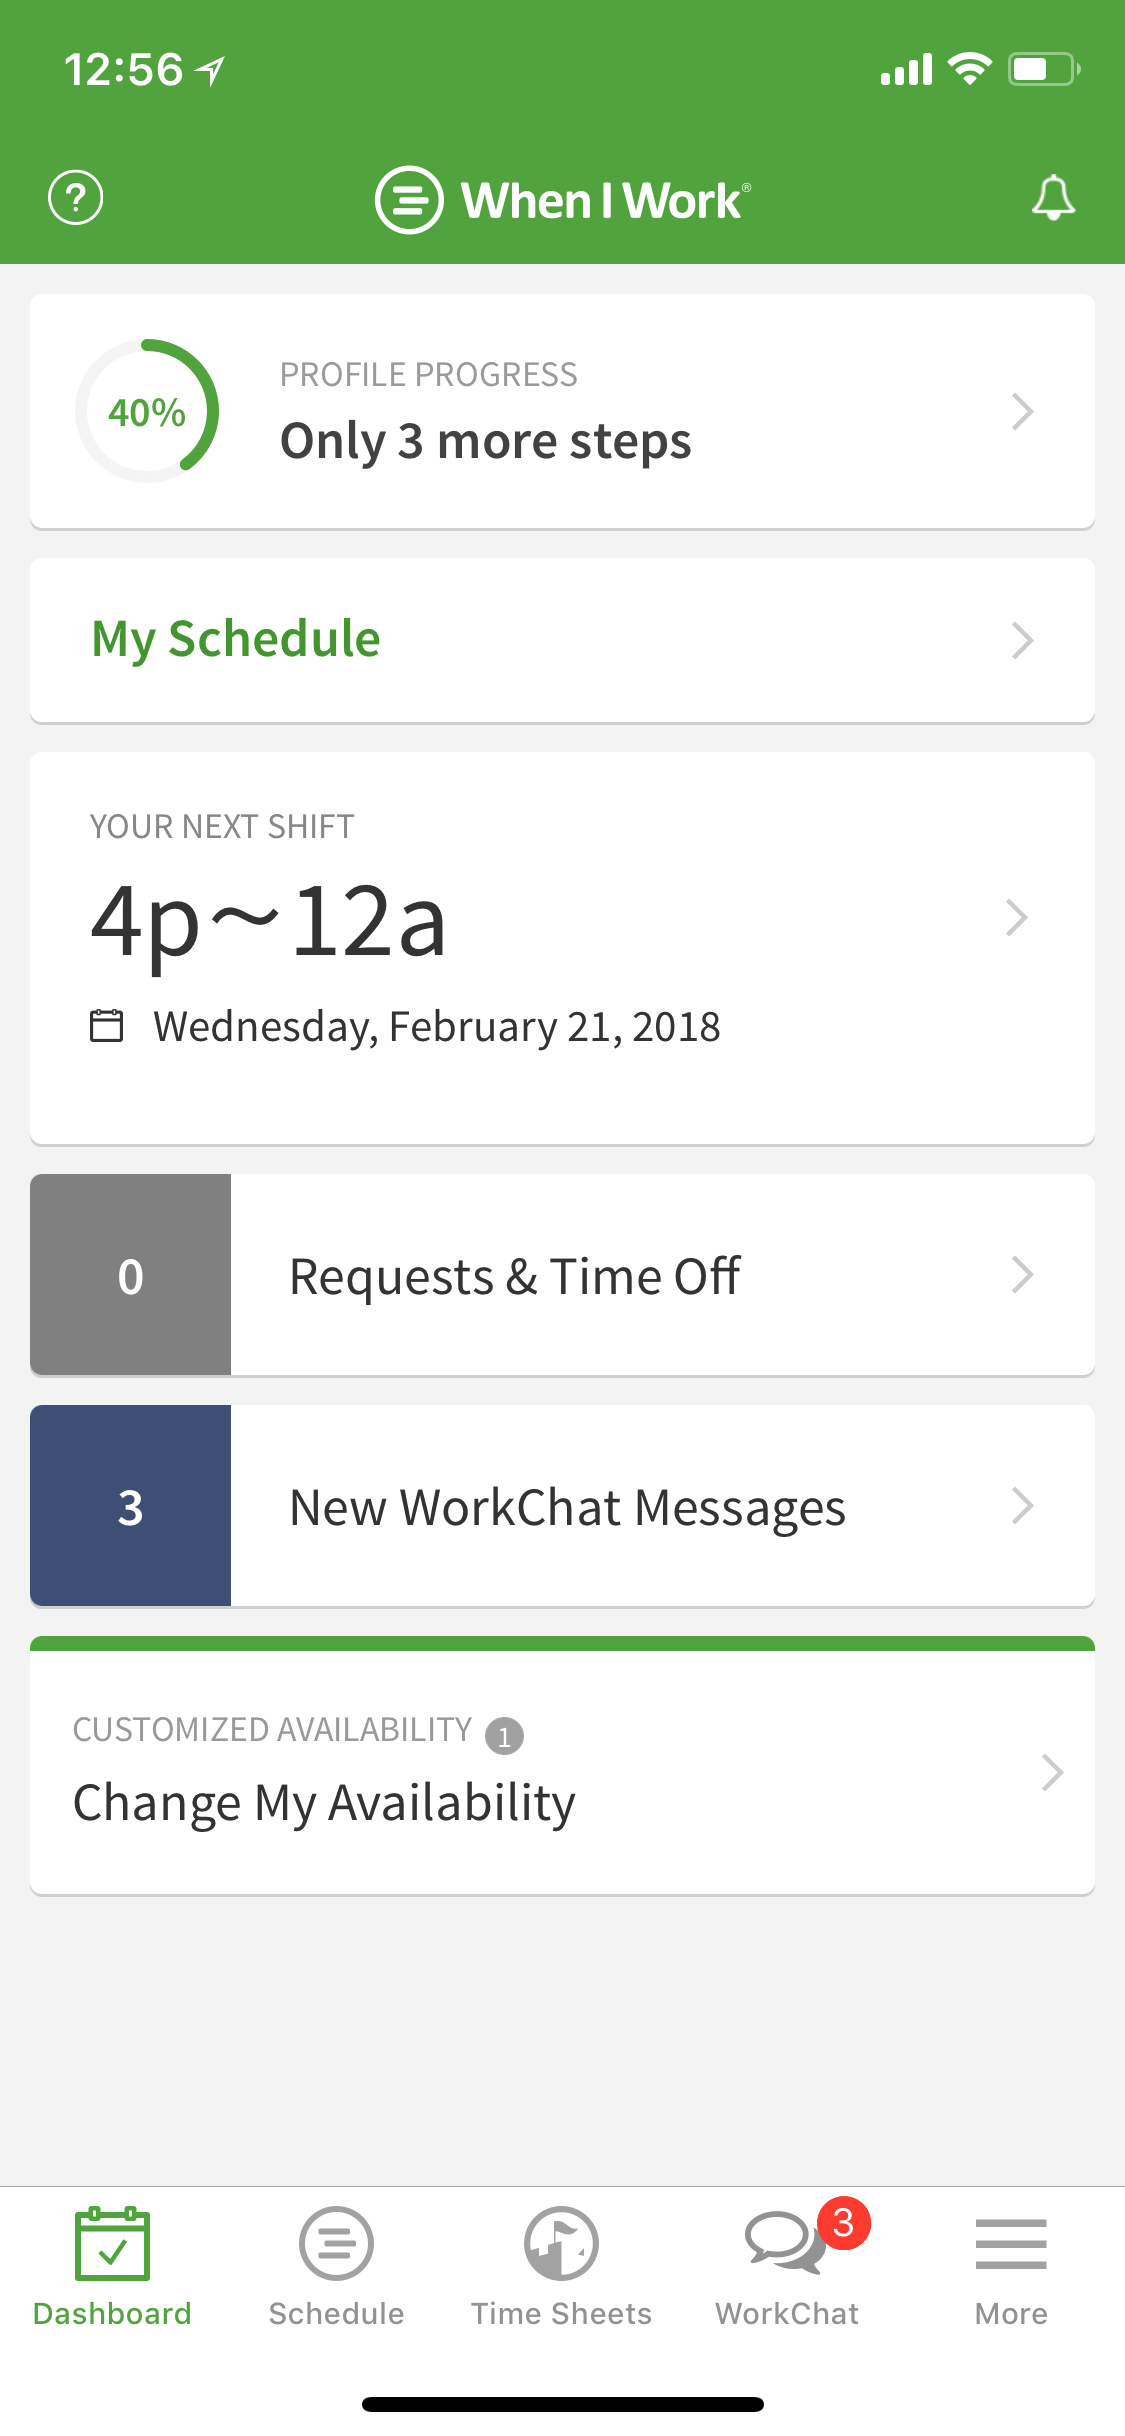 12:56
?
When I Work®
40%
PROFILE PROGRESS
Only 3 more steps
My Schedule
YOUR NEXT SHIFT
4p~12a
Wednesday, February 21, 2018
0
Requests & Time Off
3
New WorkChat Messages
CUSTOMIZED AVAILABILITY 1
Change My Availability
3
Dashboard
Schedule
Time Sheets
WorkChat
More